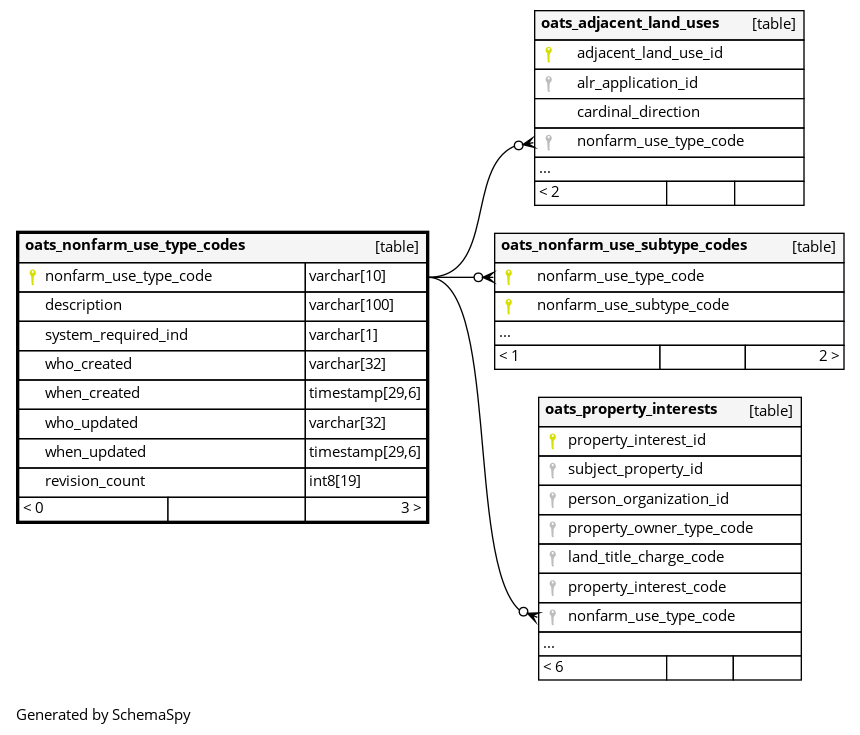 oats_adjacent_land_uses [table]
adjacent_land_use_id
alr_application_id
cardinal_direction
nonfarm_use_type_code
...
< 2
oats_nonfarm_use_type_codes [table]
nonfarm_use_type_code varchar[10]
description varchar[100]
system_required_ind varchar[1]
who_created varchar[32]
when_created timestamp[29,6]
who_updated varchar[32]
when_updated timestamp[29,6]
revision_count int8[19]
< 0 3 >
oats_nonfarm_use_subtype_codes [table]
nonfarm_use_type_code
nonfarm_use_subtype_code
...
< 1 2 >
oats_property_interests [table]
property_interest_id
subject_property_id
person_organization_id
property_owner_type_code
land_title_charge_code
property_interest_code
nonfarm_use_type_code
...
< 6
Generated by SchemaSpy